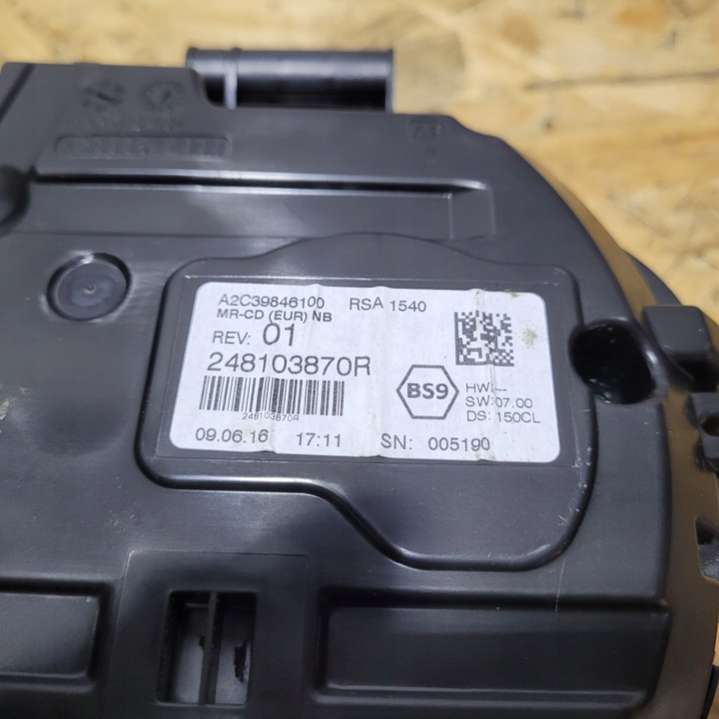 A2C39846100 RSA 1540
MR-CD (EUR) NB
REV: 01
248103870R
248103870R
BS9
HW:--
SW:07.00
DS:150CL
09.06.16 17:11 SN: 005190